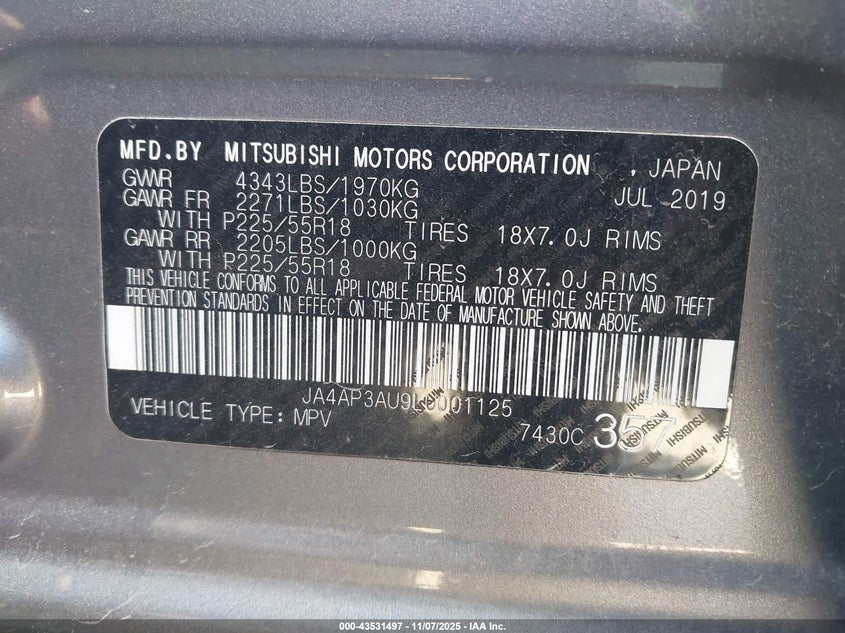 MFD.BY MITSUBISHI MOTORS CORPORATION , JAPAN
GVWR 4343LBS/1970KG JUL 2019
GAWR FR 2271LBS/1030KG
WITH P225/55R18 TIRES 18X7.0J RIMS
GAWR RR 2205LBS/1000KG
WITH P225/55R18 TIRES 18X7.0J RIMS
THIS VEHICLE CONFORMS TO ALL APPLICABLE FEDERAL MOTOR VEHICLE SAFETY AND THEFT
PREVENTION STANDARDS IN EFFECT ON THE DATE OF MANUFACTURE SHOWN ABOVE.
JA4AP3AU9LU001125
VEHICLE TYPE: MPV
7430C 357
MITSUBISHI
000-43531497 - 11/07/2025 - IAA Inc.